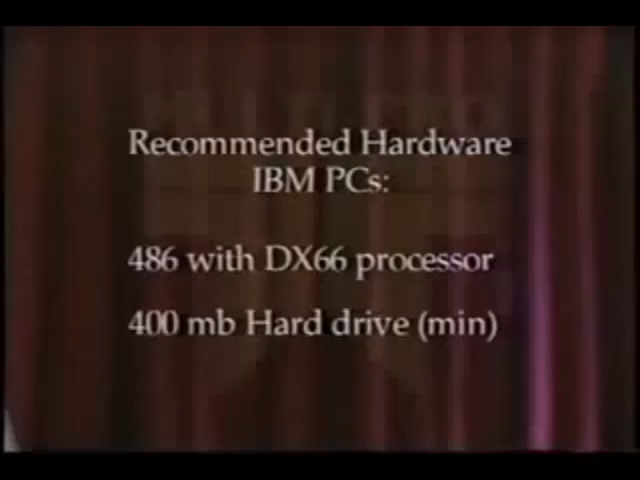 Recommended Hardware
IBM PCs:
486 with DX66 processor
400 mb Hard drive (min)